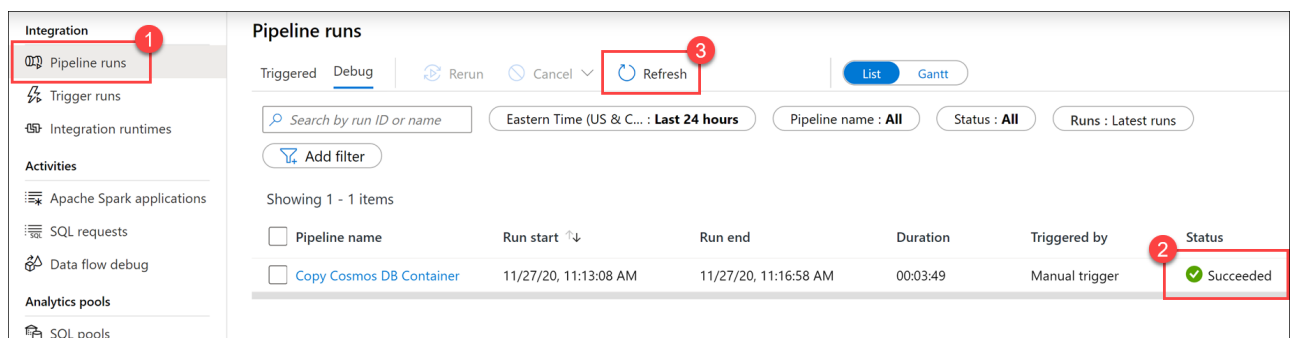 Integration
1
Pipeline runs
Trigger runs
Integration runtimes
Activities
Apache Spark applications
SQL requests
Data flow debug
Analytics pools
SQL pools
Pipeline runs
3
Triggered Debug Rerun Cancel Refresh List Gantt
Search by run ID or name Eastern Time (US & C... : Last 24 hours Pipeline name : All Status : All Runs : Latest runs
Add filter
Showing 1 - 1 items
Pipeline name Run start Run end Duration Triggered by Status
2
Copy Cosmos DB Container 11/27/20, 11:13:08 AM 11/27/20, 11:16:58 AM 00:03:49 Manual trigger Succeeded